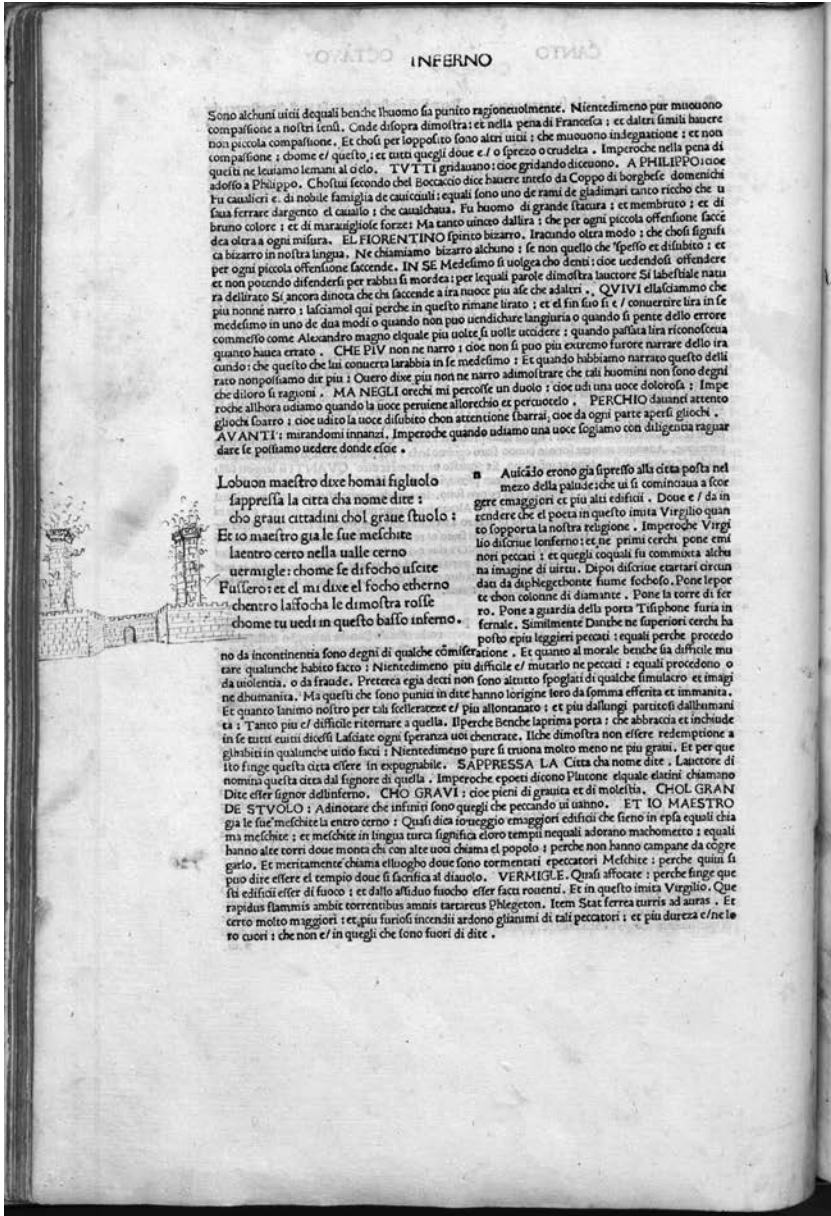 INFERNO
Sono alchuni uitii dequali benche lhuomo sia punito ragioneuolmente. Nientedimeno pur muouono
compassione a nostri sensi. Onde disopra dimostra: et nella pena di Francesca; et daltri simili hauere
non piccola compassione. Et chosi per lopposito sono altri uitii; che muouono indegnatione: et non
compassione; chome e/ questo,: et tutti quegli doue e/ o sprezo o crudelta. Imperoche nella pena di
questi ne leuiamo lemani al cielo. TVTTI gridauano: cioe gridando diceuono. A PHILIPPO: cioe
adosso a Philippo. Chostui secondo chel Boccaccio dice hauere inteso da Coppo di borghese domenichi
Fu caualieri e. di nobile famiglia de cauicciuli: equali sono uno de rami de gladimari tanto riccho che u
saua ferrare dargento el cauallo: che caualchaua. Fu huomo di grande statura; et membruto; et di
bruno colore; et di marauigliose forze: Ma tanto uincto dallira; che per ogni piccola offensione sacce
dea oltra a ogni misura. EL FIORENTINO spirito bizarro. Iracundo oltra modo: che chosi signifi
ca bizarro in nostra lingua. Ne chiamiamo bizarro alchuno; se non quello che spesso et disubito; et
per ogni piccola offensione saccende. IN SE Medesimo si uolgea cho denti: cioe uedendosi offendere
et non potendo difendersi per rabbia si mordea: per lequali parole dimostra lauctore Si labestiale natu
ra dellirato Si ancora dinota che chi saccende a ira nuoce piu ase che adaltri. QVIVI ellasciammo che
piu nonne narro: lasciamol qui perche in questo rimane lirato; et el fin suo si e/ conuertire lira in se
medesimo in uno de dua modi o quando non puo uendichare langiuria o quando si pente dello errore
commesso come Alexandro magno elquale piu uolte si uolle uccidere: quando passata lira riconosceua
quanto hauea errato. CHE PIV non ne narro: cioe non si puo piu extremo furore narrare dello ira
cundo: che questo che lui conuerta larabbia in se medesimo: Et quando habbiamo narrato questo delli
rato nonpossiamo dir piu: Ouero dixe piu non ne narro adimostrare che tali huomini non sono degni
che diloro si ragioni. MA NEGLI orechi mi percosse un duolo: cioe udi una uoce dolorosa: Impe
roche allhora udiamo quando la uoce peruiene allorechio et percuotelo. PERCHIO dauanti attento
gliochi sbarro: cioe udito la uoce disubito chon attentione sbarrai, cioe da ogni parte apersi gliochi.
AVANTI: mirandomi innanzi. Imperoche quando udiamo una uoce sogiamo con diligentia raguar
dare se possiamo uedere donde escie.
Lobuon maestro dixe homai figluolo
sappressa la citta cha nome dite:
cho graui cittadini chol graue stuolo:
Et io maestro gia le sue meschite
laentro certo nella ualle cerno
uermigle: chome se di focho uscite
Fussero: et el mi dixe el focho etherno
chentro laffocha le dimostra rosse
chome tu uedi in questo basso inferno.
n Auicādo erono gia sipresso alla citta posta nel
mezo della palude; che ui si cominciaua a scor
gere emaggiori et piu alti edificii. Doue e/ da in
tendere che el poeta in questo imita Virgilio quan
to sopporta la nostra religione. Imperoche Virgi
lio discriue lonferno: et ne primi cerchi pone emi
nori peccati: et quegli coquali fu commixta alchu
na imagine di uirtu. Dipoi discriue etartari circun
dati da diphlegethonte fiume fochoso. Pone lepor
te chon colonne di diamante. Pone la torre di fer
ro. Pone a guardia della porta Tisiphone furia in
fernale. Similmente Danthe ne superiori cerchi ha
posto epiu leggieri peccati: equali perche procedo
no da incontinentia sono degni di qualche cōmiseratione. Et quanto al morale benche sia difficile mu
tare qualunche habito facto: Nientedimeno piu difficile e/ mutarlo ne peccati: equali procedono o
da uiolentia, o da fraude. Preterea egia decti non sono altutto spogliati di qualche simulacro et imagi
ne dhumanita. Ma questi che sono puniti in dite hanno lorigine loro da somma efferita et immanita.
Et quanto lanimo nostro per tali scelerateze e/ piu allontanato: et piu dallungi partitosi dallhumani
ta: Tanto piu e/ difficile ritornare a quella. Ilperche Benche laprima porta: che abbraccia et inchiude
in se tutti euitii dicessi Lasciate ogni speranza uoi chentrate. Ilche dimostra non essere redemptione a
glhabiti in qualunche uitio facti: Nientedimeno pure si truoua molto meno ne piu graui. Et per que
sto finge questa citta essere in expugnabile. SAPPRESSA LA Citta cha nome dite. Lauctore di
nomina questa citta dal signore di quella. Imperoche epoeti dicono Plutone elquale elatini chiamano
Dite esser signor dellinferno. CHO GRAVI: cioe pieni di grauita et di molestia. CHOL GRAN
DE STVOLO: Adinotare che infiniti sono quegli che peccando ui uahno. ET IO MAESTRO
gia le sue meschite la entro cerno: Quasi dica io ueggio emaggiori edificii che sieno in epsa equali chia
ma meschite; et meschite in lingua turca significa eloro tempii nequali adorano machometto: equali
hanno alte torri doue monta chi con alte uoci chiama el popolo: perche non hanno campane da cōgre
garlo. Et meritamente chiama elluogho doue sono tormentati epeccatori Meschite: perche quiui si
puo dire essere el tempio doue si sacrifica al diauolo. VERMIGLE. Quasi affocate: perche finge que
sti edificii esser di fuoco: et dallo assiduo fuocho esser facti rouenti. Et in questo imita Virgilio. Que
rapidus flammis ambit torrentibus amnis tartareus Phlegeton. Item Stat ferrea turris ad auras. Et
certo molto maggiori: et piu furiosi incendii ardono glianimi di tali peccatori: et piu dureza e/ ne lo
ro cuori: che non e/ in quegli che sono fuori di dite.